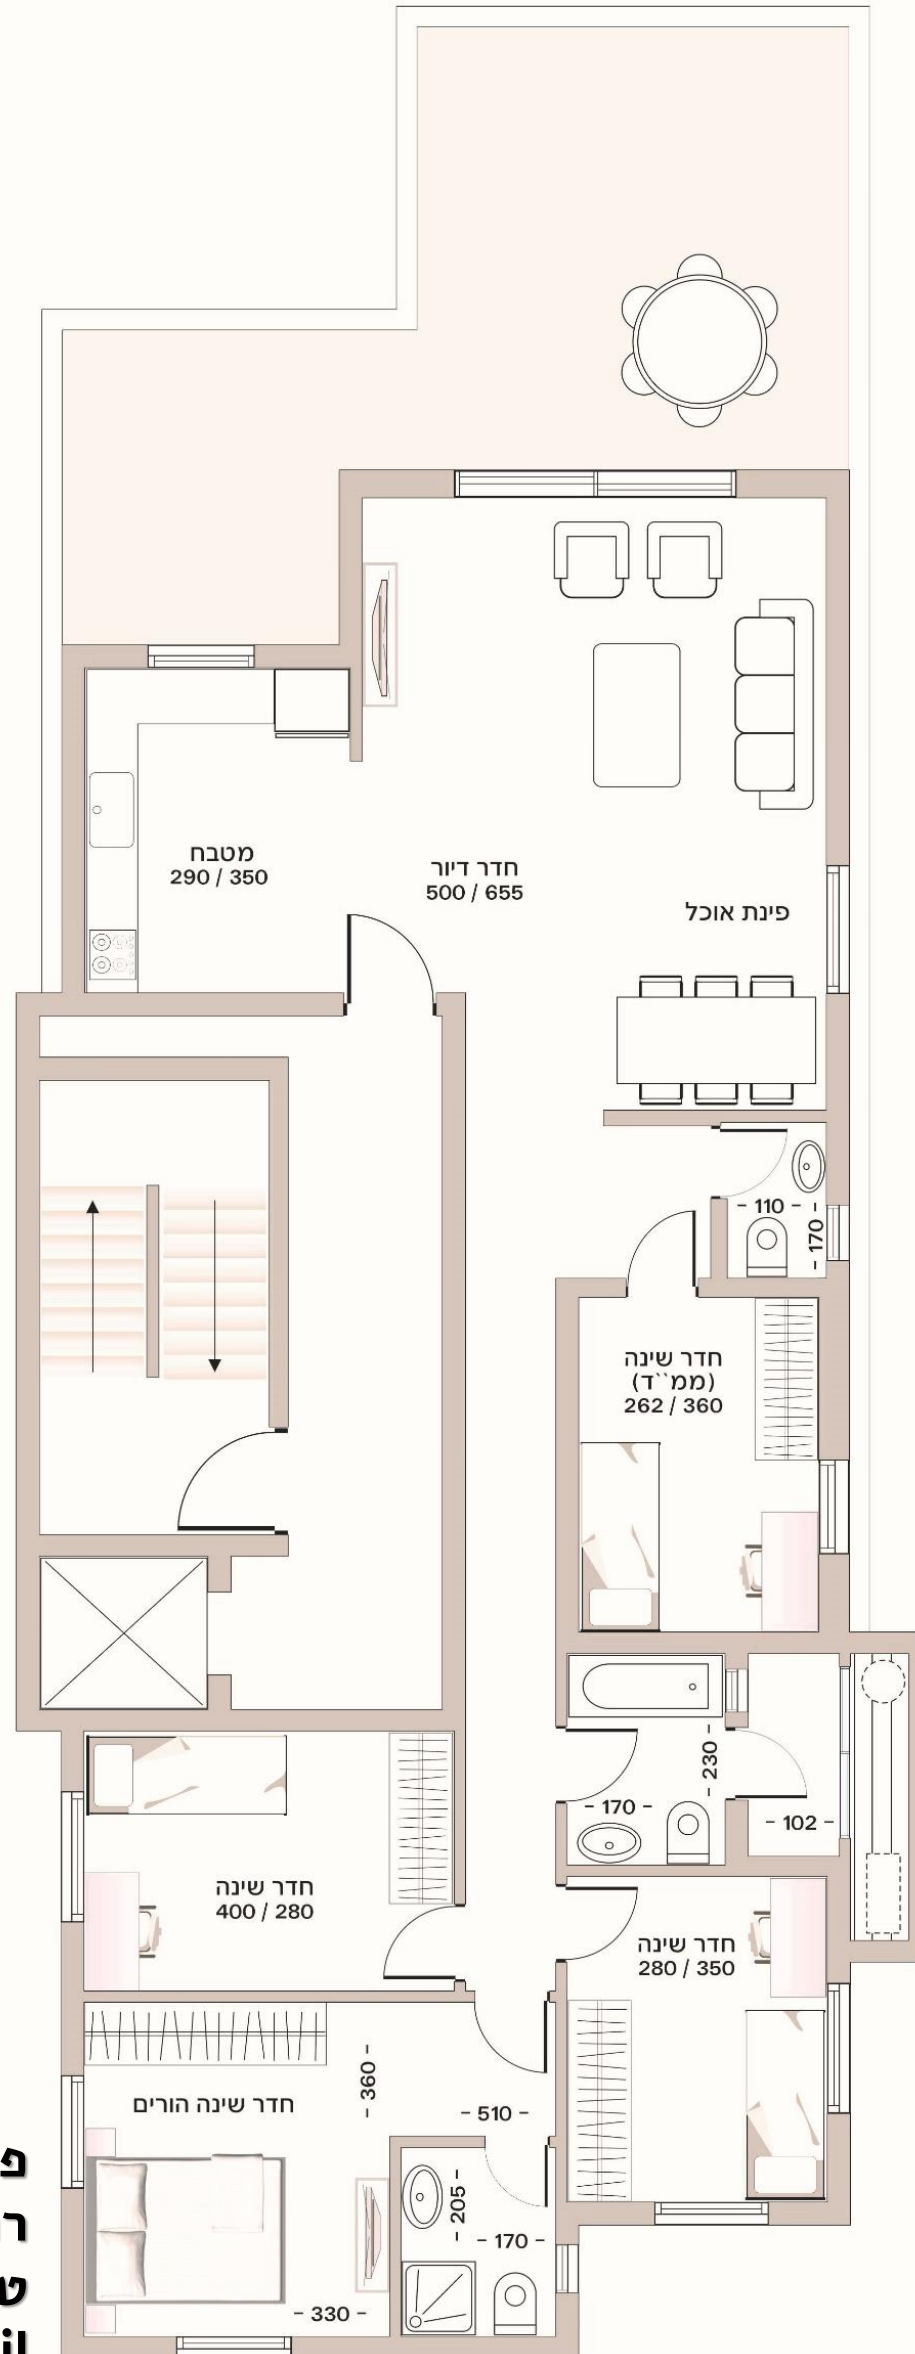 מטבח
290 / 350
חדר דיור
500 / 655
פינת אוכל
- 110 -
- 170 -
חדר שינה
(ממ``ד)
262 / 360
- 230 -
- 170 -
- 102 -
חדר שינה
400 / 280
חדר שינה
280 / 350
- 360 -
חדר שינה הורים
- 510 -
- 205 -
- 170 -
- 330 -